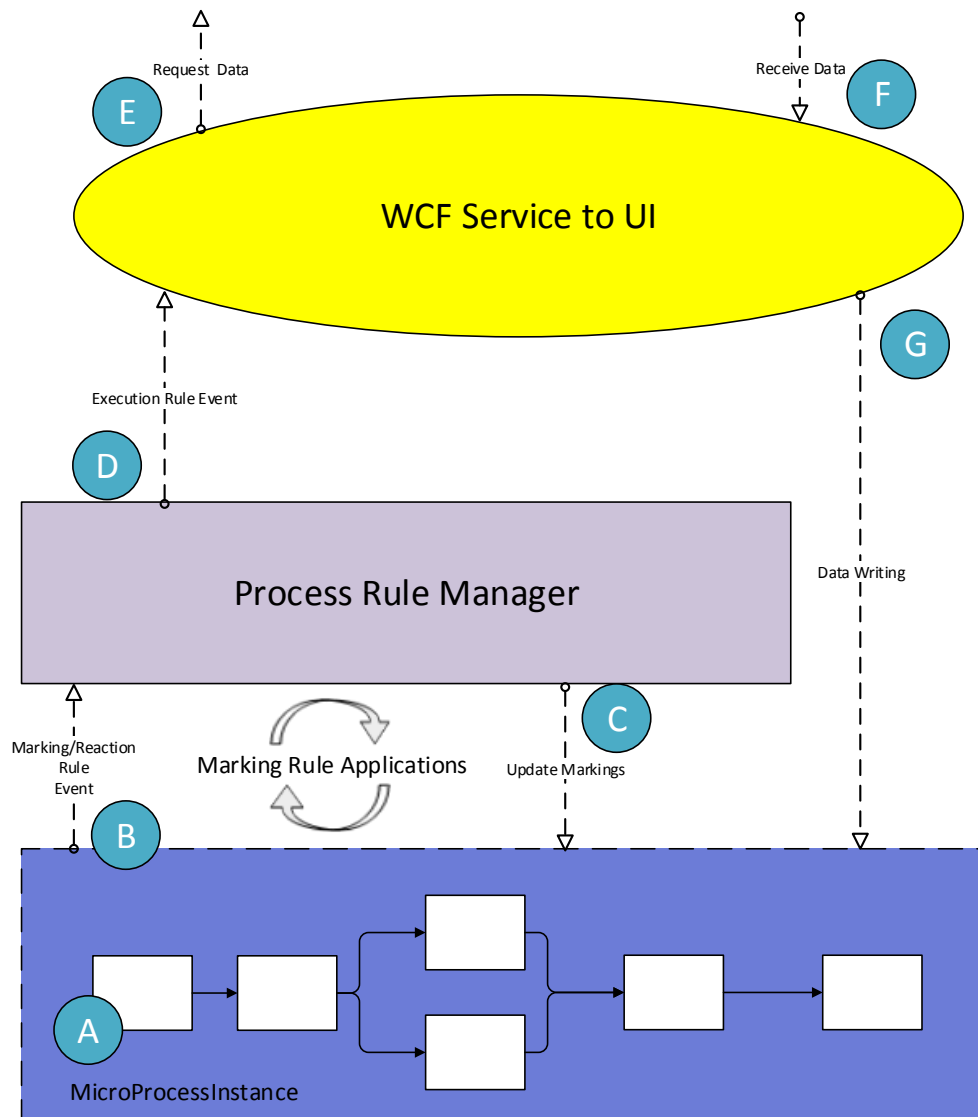 Request Data
Receive Data
E
F
WCF Service to UI
G
Execution Rule Event
D
Process Rule Manager
Data Writing
C
Marking/Reaction
Rule
Event
Marking Rule Applications
Update Markings
B
A
MicroProcessInstance